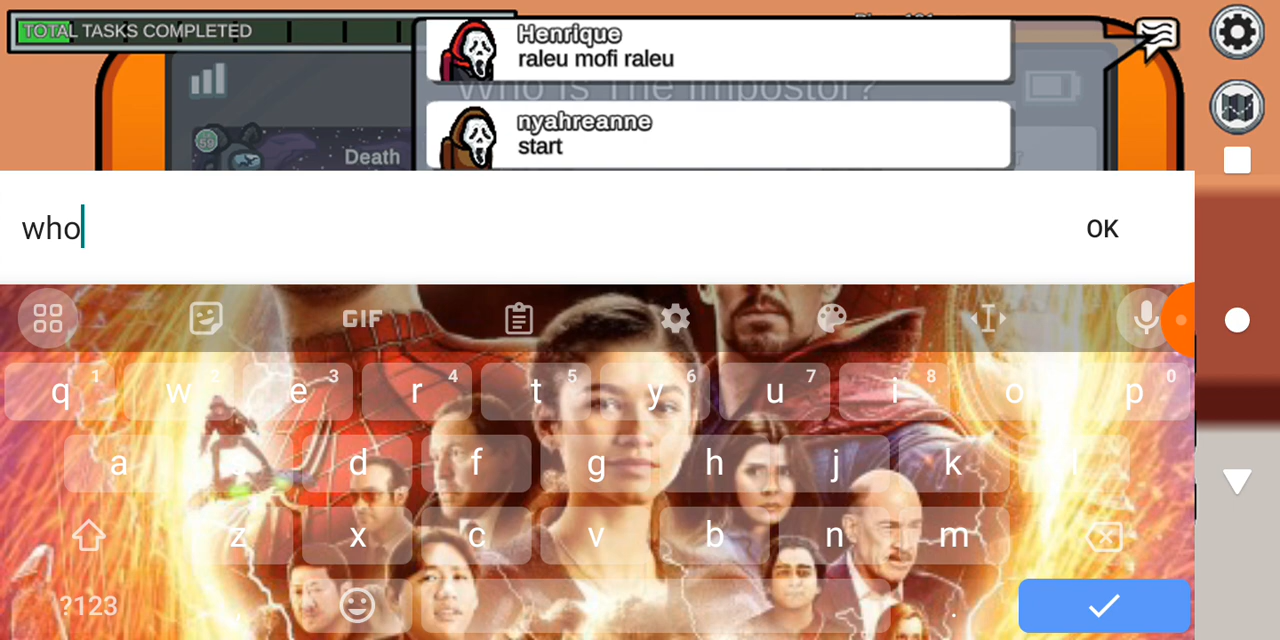 TOTAL TASKS COMPLETED
Henrique
raleu mofi raleu
Who Is The Impostor?
nyahreanne
start
59
Death
who
OK
GIF
q 1 w 2 e 3 r 4 t 5 y 6 u 7 i 8 o p 0
a d f g h j k
z x c v b n m
?123 , .